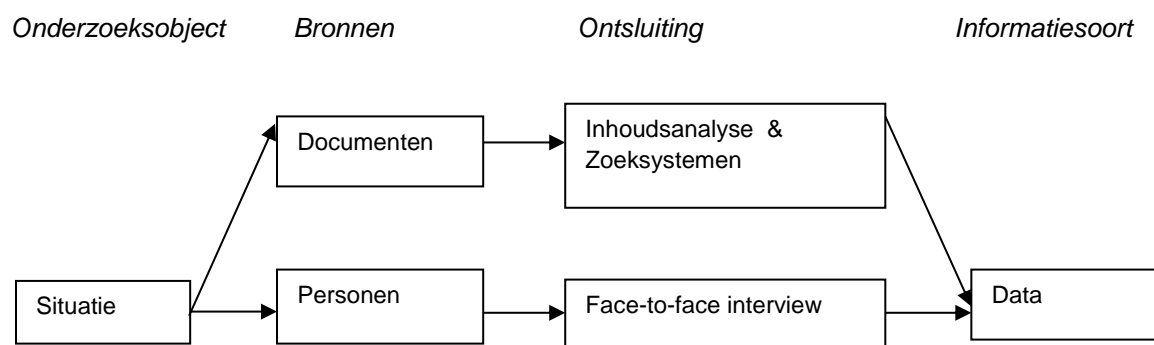 Onderzoeksobject Bronnen Ontsluiting Informatiesoort
Documenten
Inhoudsanalyse &
Zoeksystemen
Situatie
Personen
Face-to-face interview
Data